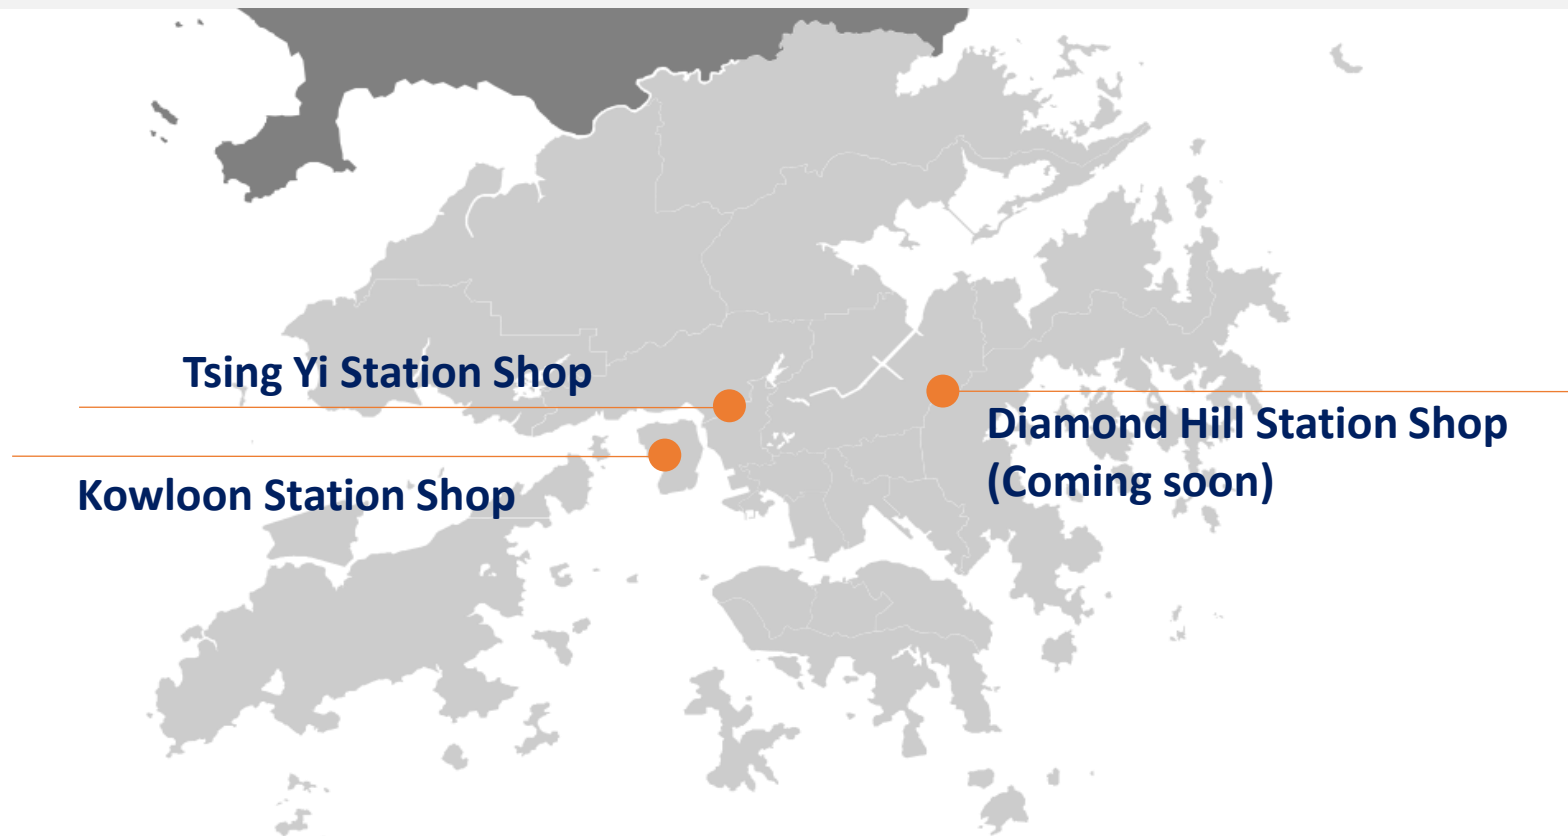 Tsing Yi Station Shop
Kowloon Station Shop
Diamond Hill Station Shop
(Coming soon)